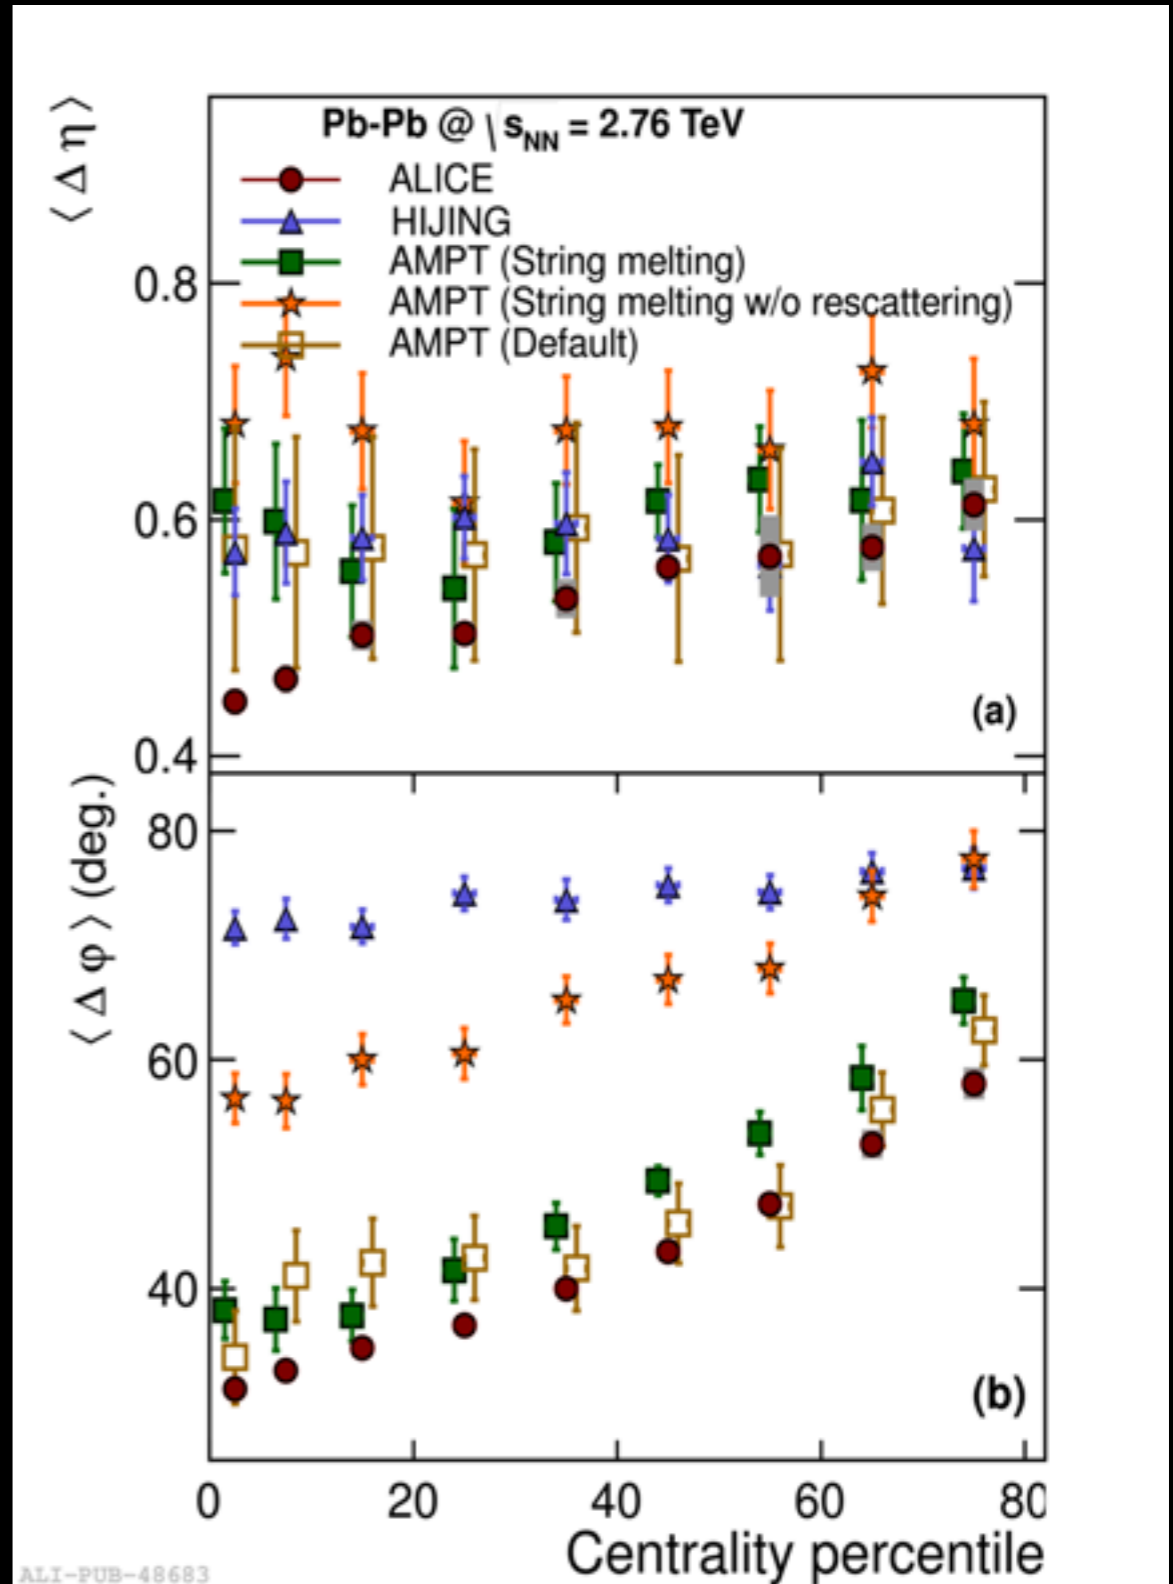 ⟨ Δ η ⟩
Pb-Pb @ \ sNN = 2.76 TeV
ALICE
HIJING
AMPT (String melting)
AMPT (String melting w/o rescattering)
AMPT (Default)
0.8
0.6
0.4
(a)
⟨ Δ φ ⟩ (deg.)
80
60
40
(b)
0 20 40 60 80
Centrality percentile
ALI-PUB-48683